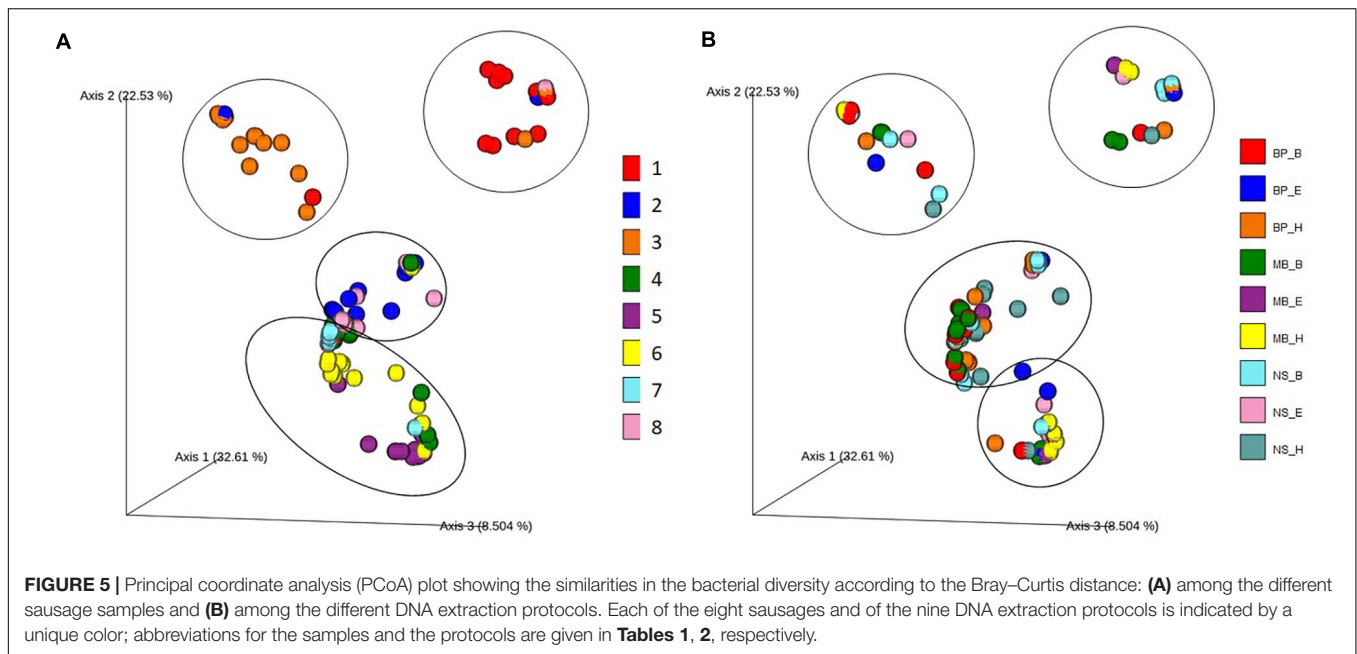 A
Axis 2 (22.53 %)
Axis 1 (32.61 %)
Axis 3 (8.504 %)
1
2
3
4
5
6
7
8
B
Axis 2 (22.53 %)
Axis 1 (32.61 %)
Axis 3 (8.504 %)
BP_B
BP_E
BP_H
MB_B
MB_E
MB_H
NS_B
NS_E
NS_H
FIGURE 5 | Principal coordinate analysis (PCoA) plot showing the similarities in the bacterial diversity according to the Bray–Curtis distance: (A) among the different
sausage samples and (B) among the different DNA extraction protocols. Each of the eight sausages and of the nine DNA extraction protocols is indicated by a
unique color; abbreviations for the samples and the protocols are given in Tables 1, 2, respectively.